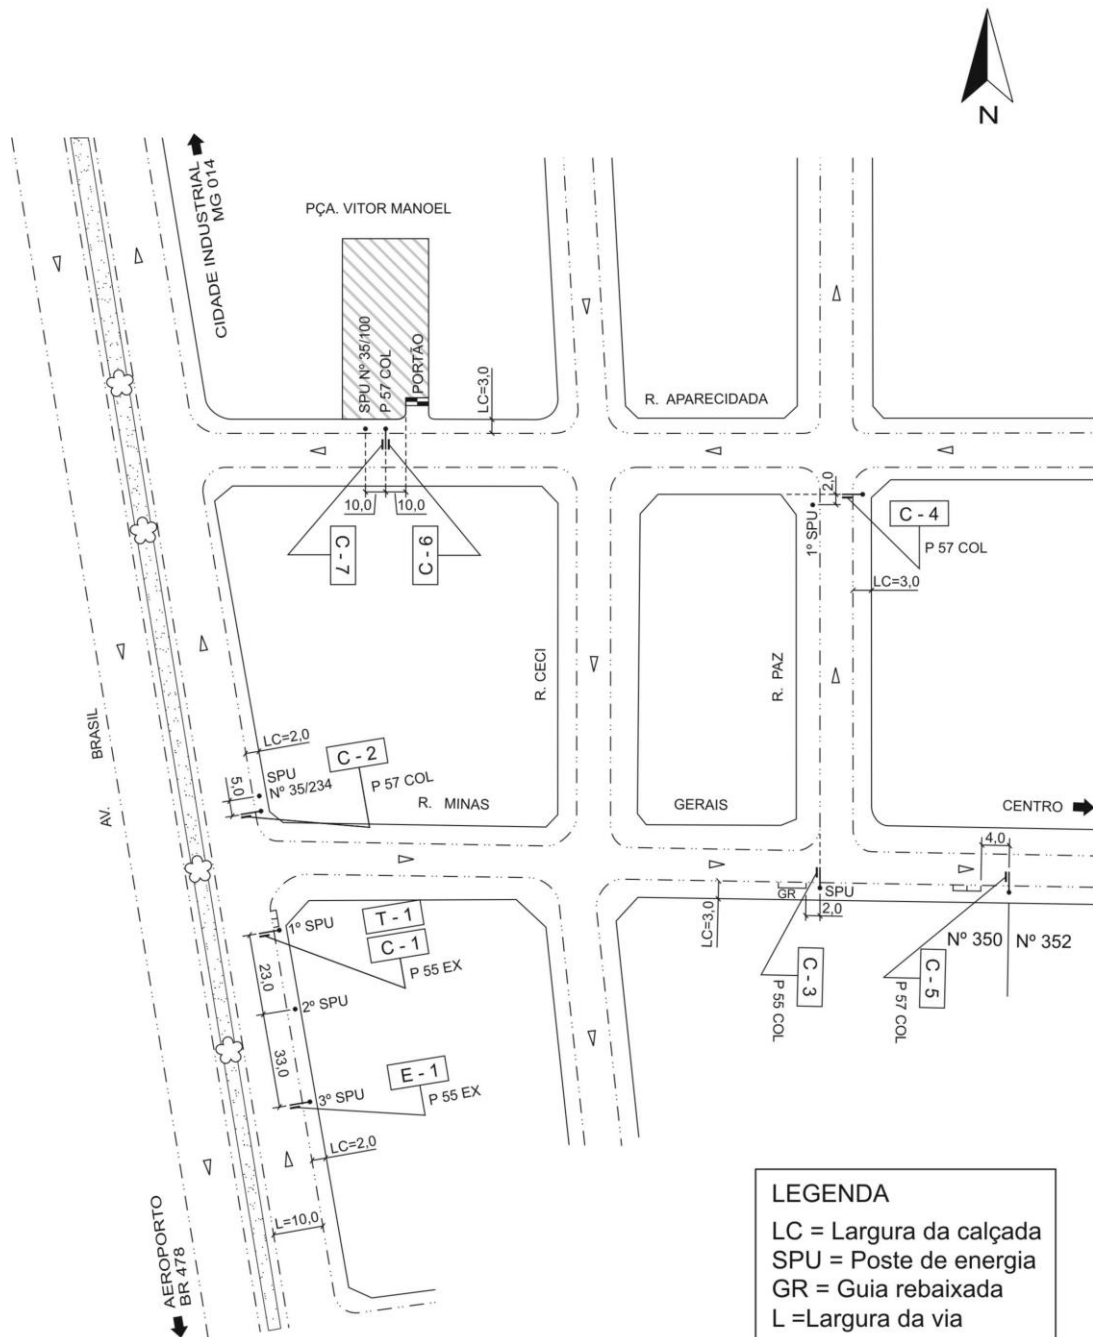 N
CIDADE INDUSTRIAL
MG 014
PÇA. VITOR MANOEL
SPU Nº 35/100
P 57 COL
PORTÃO
LC=3,0
R. APARECIDADA
10,0
10,0
C - 7
C - 6
2,0
1º SPU
C - 4
P 57 COL
LC=3,0
R. CECI
R. PAZ
AV. BRASIL
LC=2,0
SPU
Nº 35/234
5,0
C - 2
P 57 COL
R. MINAS GERAIS
CENTRO
4,0
GR
SPU
2,0
LC=3,0
Nº 350
Nº 352
C - 3
P 55 COL
C - 5
P 57 COL
1º SPU
T - 1
C - 1
P 55 EX
23,0
2º SPU
33,0
E - 1
3º SPU
P 55 EX
LC=2,0
L=10,0
AEROPORTO
BR 478
LEGENDA
LC = Largura da calçada
SPU = Poste de energia
GR = Guia rebaixada
L =Largura da via